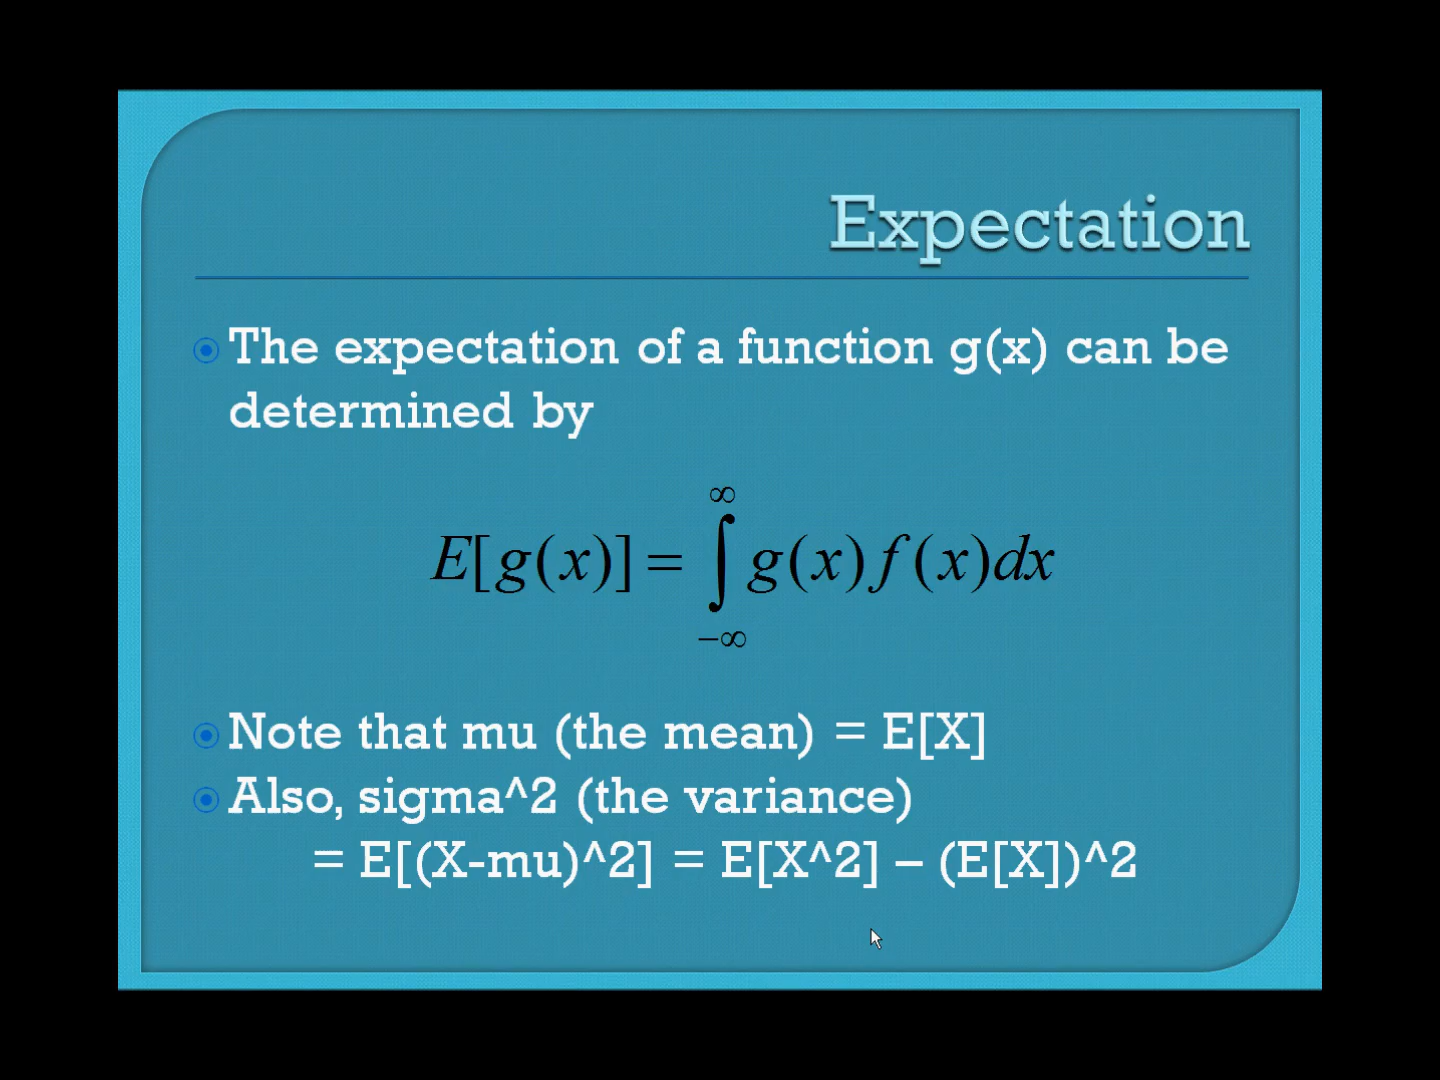 Expectation
The expectation of a function g(x) can be
determined by
E[g(x)] = ∫_{-∞}^{∞} g(x) f(x)dx
Note that mu (the mean) = E[X]
Also, sigma^2 (the variance)
= E[(X-mu)^2] = E[X^2] – (E[X])^2